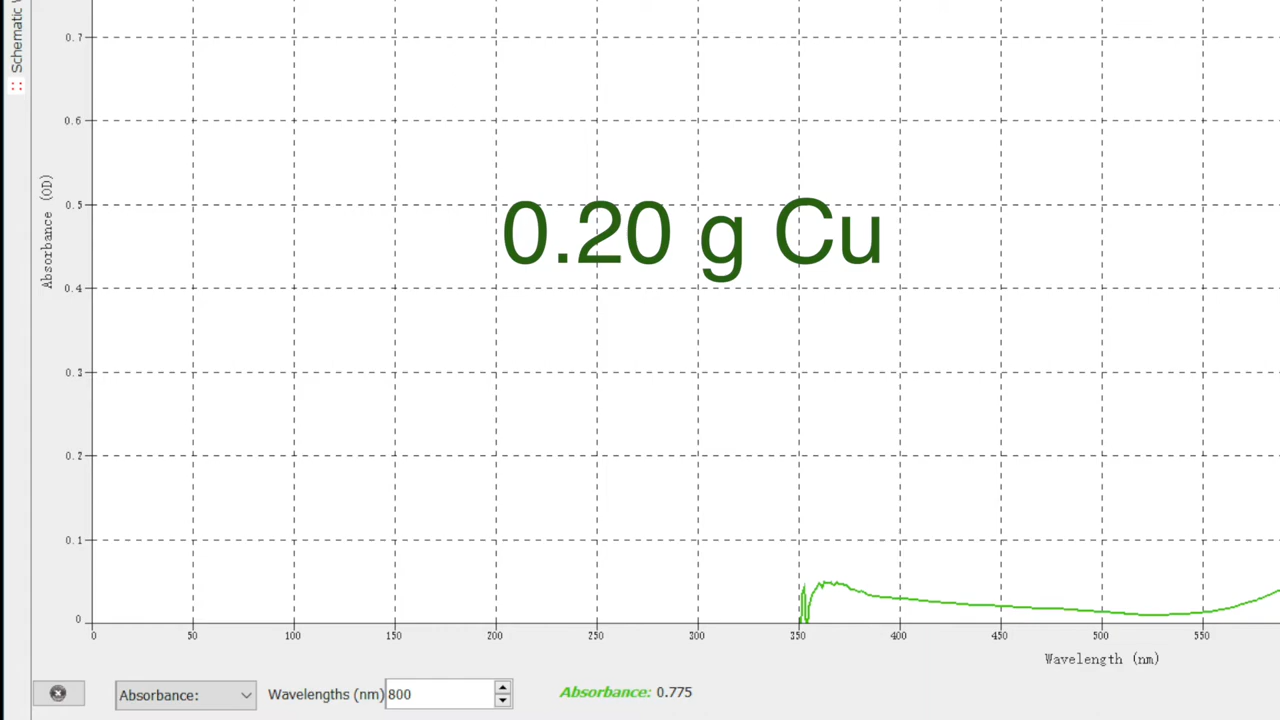 Schematic
0.7
0.6
0.5
0.4
0.3
0.2
0.1
0
Absorbance (OD)
0.20 g Cu
0 50 100 150 200 250 300 350 400 450 500 550
Wavelength (nm)
Absorbance: Wavelengths (nm) 800 Absorbance: 0.775